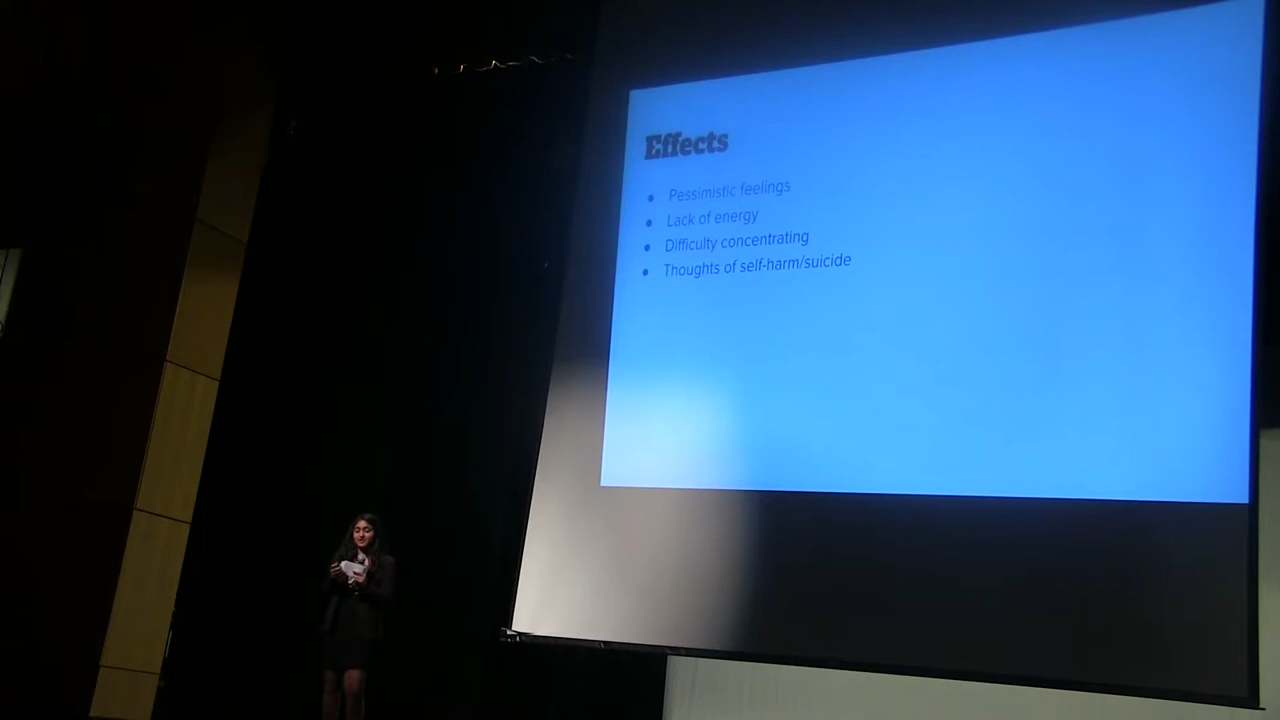 Effects
● Pessimistic feelings
● Lack of energy
● Difficulty concentrating
● Thoughts of self-harm/suicide